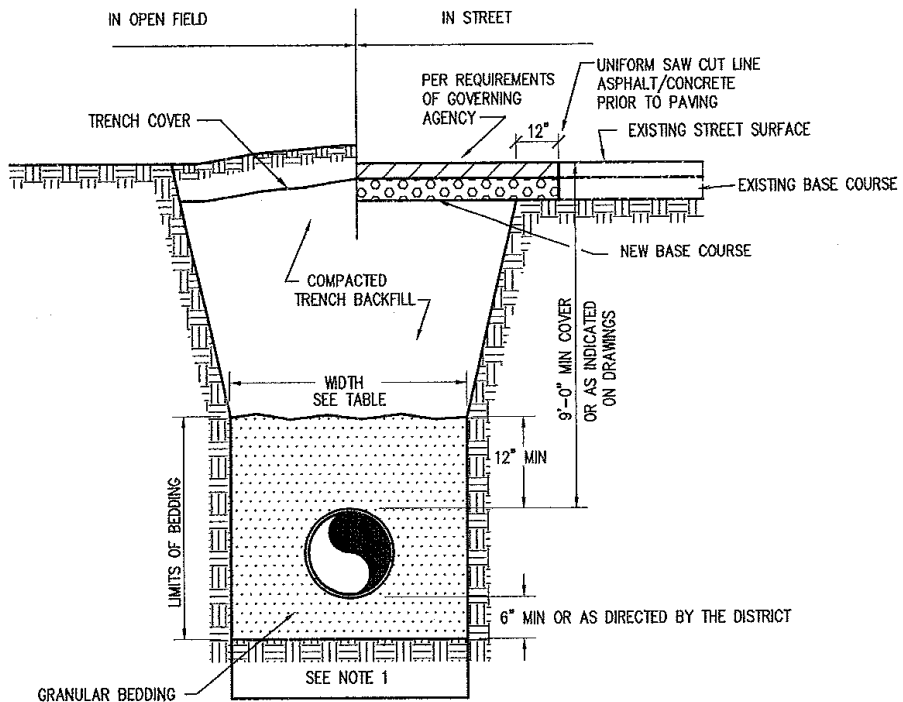 IN OPEN FIELD
IN STREET
UNIFORM SAW CUT LINE
ASPHALT/CONCRETE
PRIOR TO PAVING
PER REQUIREMENTS
OF GOVERNING
AGENCY
TRENCH COVER
12"
EXISTING STREET SURFACE
EXISTING BASE COURSE
NEW BASE COURSE
COMPACTED
TRENCH BACKFILL
9'-0" MIN COVER
OR AS INDICATED
ON DRAWINGS
WIDTH
SEE TABLE
12" MIN
LIMITS OF BEDDING
6" MIN OR AS DIRECTED BY THE DISTRICT
SEE NOTE 1
GRANULAR BEDDING